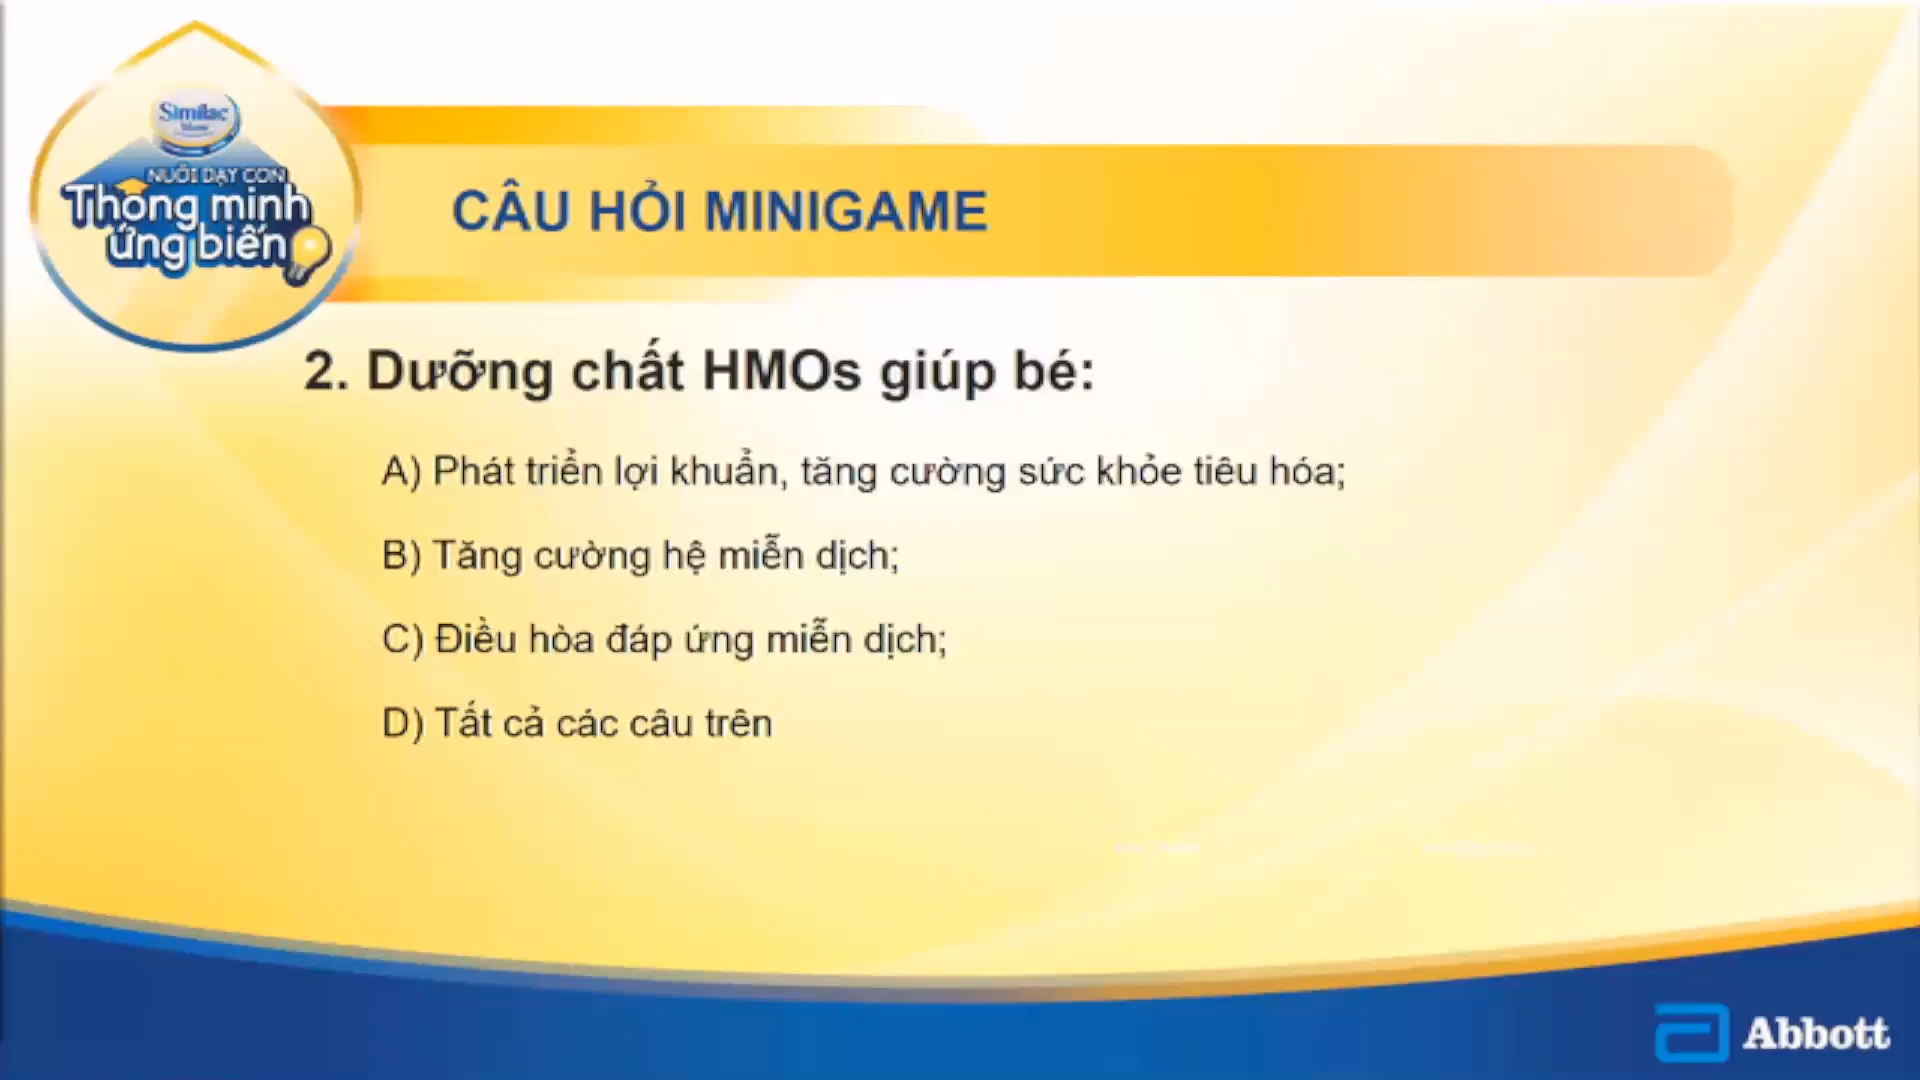 Similac
NUÔI DẠY CON
Thông minh
ứng biến
CÂU HỎI MINIGAME
2. Dưỡng chất HMOs giúp bé:
A) Phát triển lợi khuẩn, tăng cường sức khỏe tiêu hóa;
B) Tăng cường hệ miễn dịch;
C) Điều hòa đáp ứng miễn dịch;
D) Tất cả các câu trên
Abbott